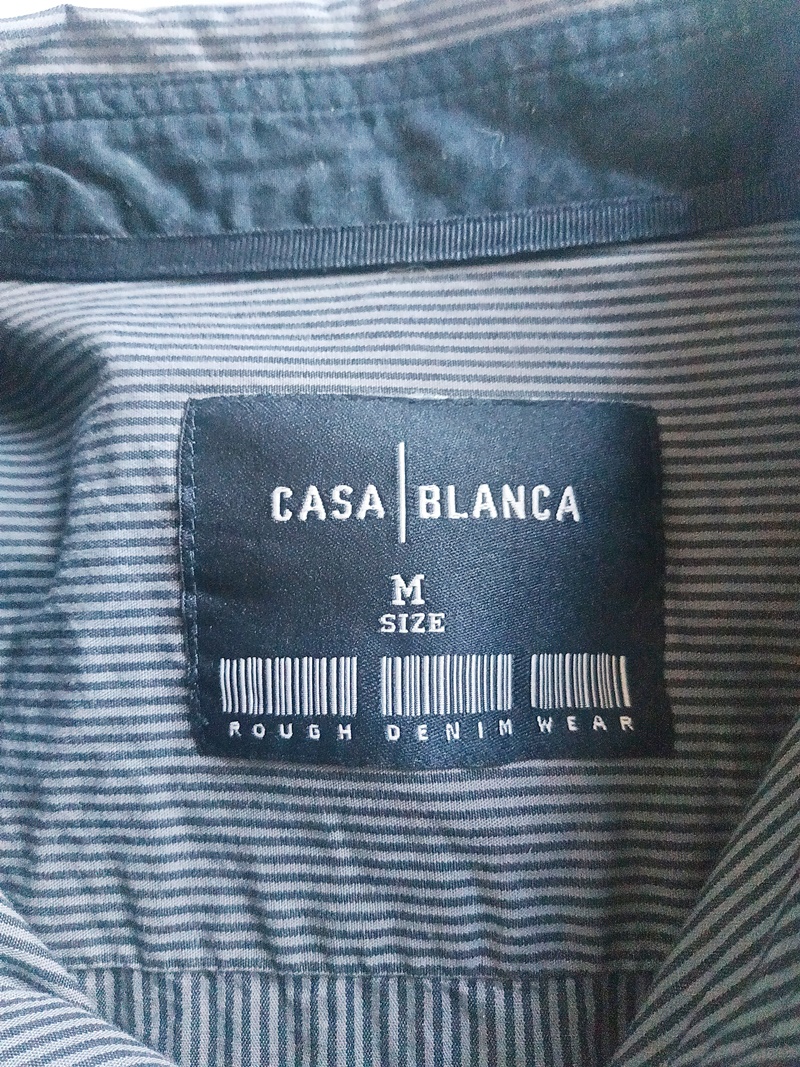 CASA | BLANCA
M
SIZE
ROUGH DENIM WEAR